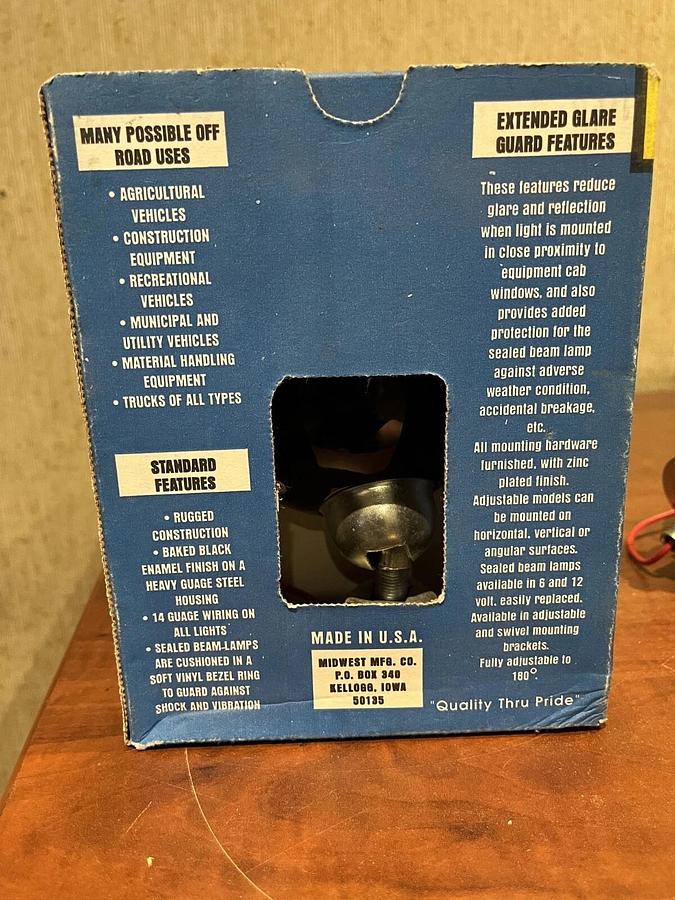 MANY POSSIBLE OFF
ROAD USES
• AGRICULTURAL
VEHICLES
• CONSTRUCTION
EQUIPMENT
• RECREATIONAL
VEHICLES
• MUNICIPAL AND
UTILITY VEHICLES
• MATERIAL HANDLING
EQUIPMENT
• TRUCKS OF ALL TYPES
STANDARD
FEATURES
• RUGGED
CONSTRUCTION
• BAKED BLACK
ENAMEL FINISH ON A
HEAVY GUAGE STEEL
HOUSING
• 14 GUAGE WIRING ON
ALL LIGHTS
• SEALED BEAM-LAMPS
ARE CUSHIONED IN A
SOFT VINYL BEZEL RING
TO GUARD AGAINST
SHOCK AND VIBRATION
MADE IN U.S.A.
MIDWEST MFG. CO.
P.O. BOX 340
KELLOGG, IOWA
50135
EXTENDED GLARE
GUARD FEATURES
These features reduce
glare and reflection
when light is mounted
in close proximity to
equipment cab
windows, and also
provides added
protection for the
sealed beam lamp
against adverse
weather condition,
accidental breakage,
etc.
All mounting hardware
furnished, with zinc
plated finish.
Adjustable models can
be mounted on
horizontal, vertical or
angular surfaces.
Sealed beam lamps
available in 6 and 12
volt, easily replaced.
Available in adjustable
and swivel mounting
brackets.
Fully adjustable to
180°
"Quality Thru Pride"